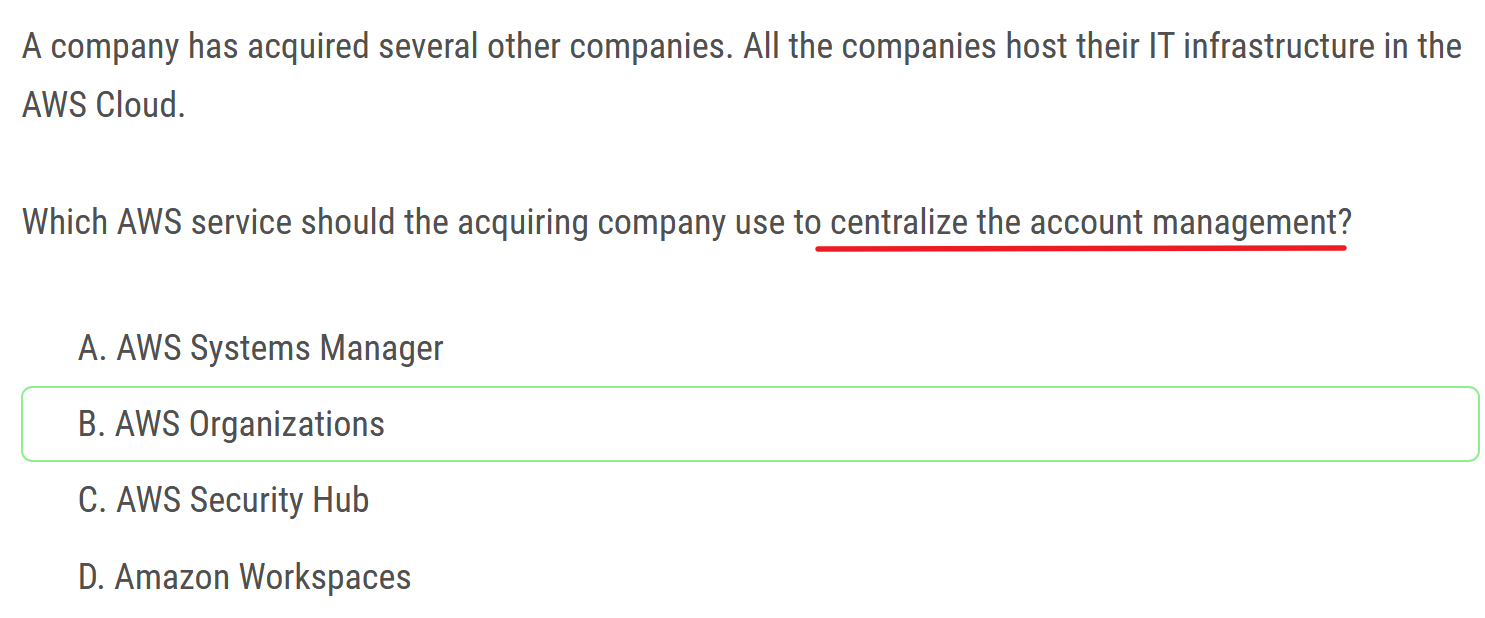 A company has acquired several other companies. All the companies host their IT infrastructure in the
AWS Cloud.
Which AWS service should the acquiring company use to centralize the account management?
A. AWS Systems Manager
B. AWS Organizations
C. AWS Security Hub
D. Amazon Workspaces